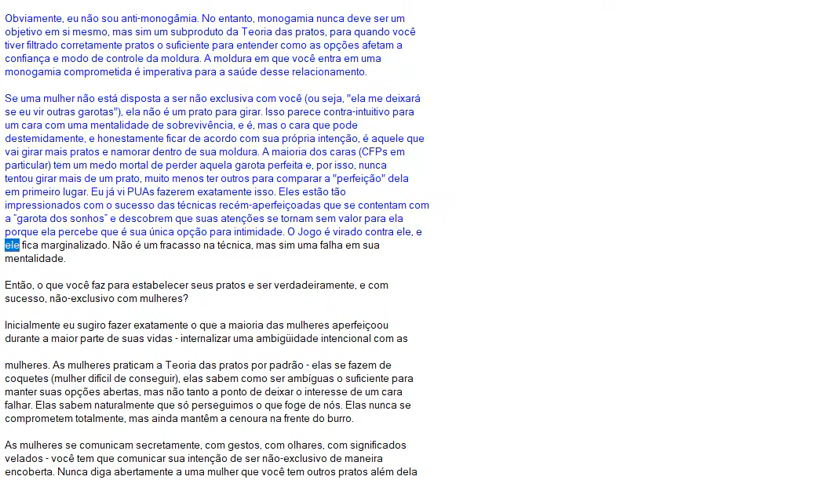 Obviamente, eu não sou anti-monogâmia. No entanto, monogamia nunca deve ser um
objetivo em si mesmo, mas sim um subproduto da Teoria das pratos, para quando você
tiver filtrado corretamente pratos o suficiente para entender como as opções afetam a
confiança e modo de controle da moldura. A moldura em que você entra em uma
monogamia comprometida é imperativa para a saúde desse relacionamento.
Se uma mulher não está disposta a ser não exclusiva com você (ou seja, "ela me deixará
se eu vir outras garotas"), ela não é um prato para girar. Isso parece contra-intuitivo para
um cara com uma mentalidade de sobrevivência, e é, mas o cara que pode
destemidamente, e honestamente ficar de acordo com sua própria intenção, é aquele que
vai girar mais pratos e namorar dentro de sua moldura. A maioria dos caras (CFPs em
particular) tem um medo mortal de perder aquela garota perfeita e, por isso, nunca
tentou girar mais de um prato, muito menos ter outros para comparar a "perfeição" dela
em primeiro lugar. Eu já vi PUAs fazerem exatamente isso. Eles estão tão
impressionados com o sucesso das técnicas recém-aperfeiçoadas que se contentam com
a "garota dos sonhos" e descobrem que suas atenções se tornam sem valor para ela
porque ela percebe que é sua única opção para intimidade. O Jogo é virado contra ele, e
ele fica marginalizado. Não é um fracasso na técnica, mas sim uma falha em sua
mentalidade.
Então, o que você faz para estabelecer seus pratos e ser verdadeiramente, e com
sucesso, não-exclusivo com mulheres?
Inicialmente eu sugiro fazer exatamente o que a maioria das mulheres aperfeiçoou
durante a maior parte de suas vidas - internalizar uma ambigüidade intencional com as
mulheres. As mulheres praticam a Teoria das pratos por padrão - elas se fazem de
coquetes (mulher difícil de conseguir), elas sabem como ser ambíguas o suficiente para
manter suas opções abertas, mas não tanto a ponto de deixar o interesse de um cara
falhar. Elas sabem naturalmente que só perseguimos o que foge de nós. Elas nunca se
comprometem totalmente, mas ainda mantêm a cenoura na frente do burro.
As mulheres se comunicam secretamente, com gestos, com olhares, com significados
velados - você tem que comunicar sua intenção de ser não-exclusivo de maneira
encoberta. Nunca diga abertamente a uma mulher que você tem outros pratos além dela